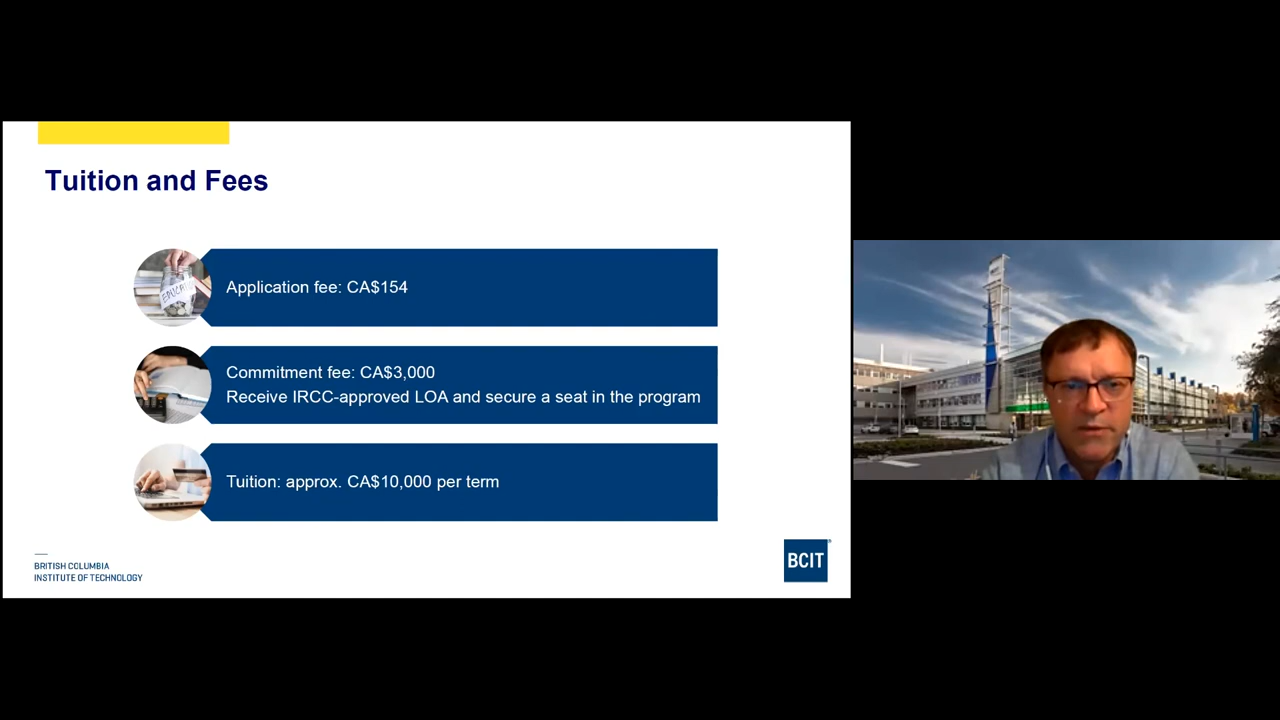 Tuition and Fees
Application fee: CA$154
Commitment fee: CA$3,000
Receive IRCC-approved LOA and secure a seat in the program
Tuition: approx. CA$10,000 per term
BRITISH COLUMBIA
INSTITUTE OF TECHNOLOGY
BCIT